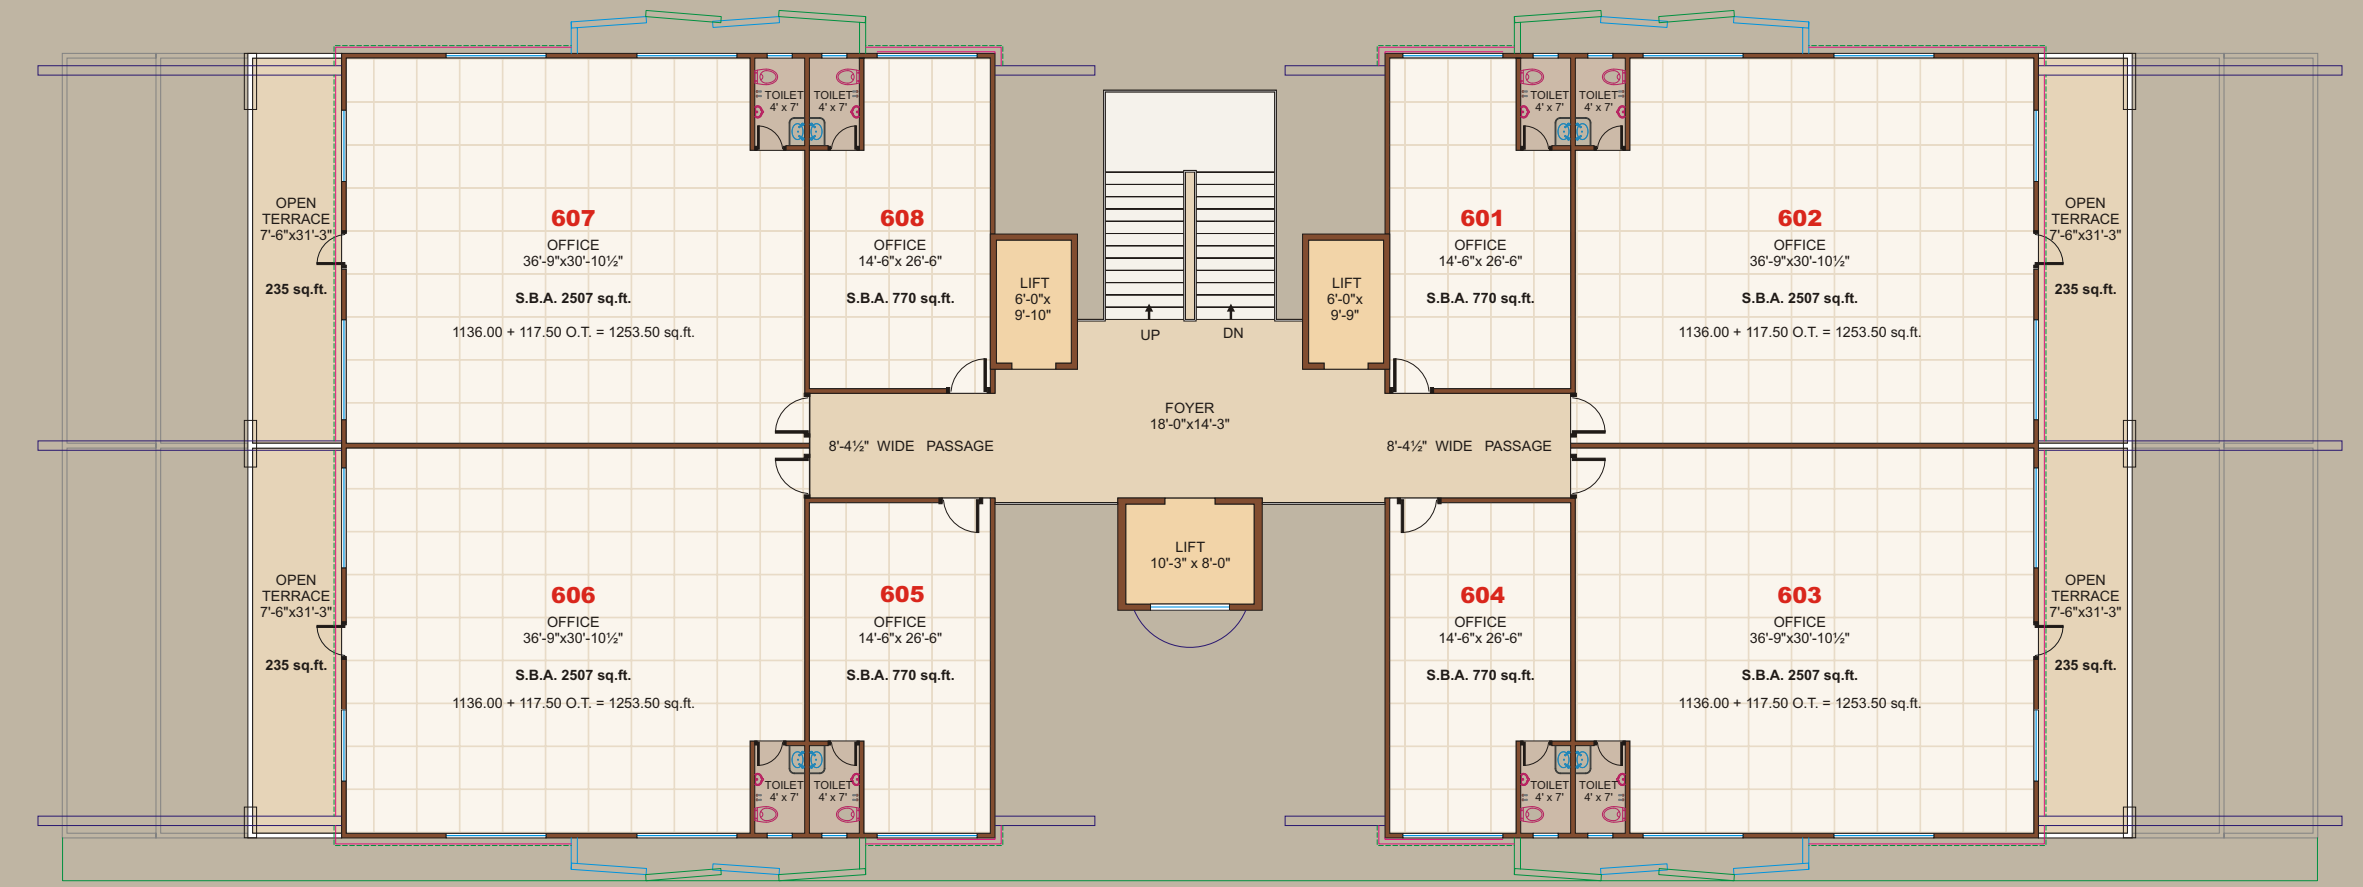 TOILET
4' x 7'
TOILET
4' x 7'
TOILET
4' x 7'
TOILET
4' x 7'
OPEN
TERRACE
7'-6"x31'-3"
235 sq.ft.
607
OFFICE
36'-9"x30'-10½"
S.B.A. 2507 sq.ft.
1136.00 + 117.50 O.T. = 1253.50 sq.ft.
608
OFFICE
14'-6"x 26'-6"
S.B.A. 770 sq.ft.
LIFT
6'-0"x
9'-10"
UP
DN
LIFT
6'-0"x
9'-9"
601
OFFICE
14'-6"x 26'-6"
S.B.A. 770 sq.ft.
602
OFFICE
36'-9"x30'-10½"
S.B.A. 2507 sq.ft.
1136.00 + 117.50 O.T. = 1253.50 sq.ft.
OPEN
TERRACE
7'-6"x31'-3"
235 sq.ft.
FOYER
18'-0"x14'-3"
8'-4½" WIDE PASSAGE
8'-4½" WIDE PASSAGE
OPEN
TERRACE
7'-6"x31'-3"
235 sq.ft.
606
OFFICE
36'-9"x30'-10½"
S.B.A. 2507 sq.ft.
1136.00 + 117.50 O.T. = 1253.50 sq.ft.
605
OFFICE
14'-6"x 26'-6"
S.B.A. 770 sq.ft.
LIFT
10'-3" x 8'-0"
604
OFFICE
14'-6"x 26'-6"
S.B.A. 770 sq.ft.
603
OFFICE
36'-9"x30'-10½"
S.B.A. 2507 sq.ft.
1136.00 + 117.50 O.T. = 1253.50 sq.ft.
OPEN
TERRACE
7'-6"x31'-3"
235 sq.ft.
TOILET
4' x 7'
TOILET
4' x 7'
TOILET
4' x 7'
TOILET
4' x 7'